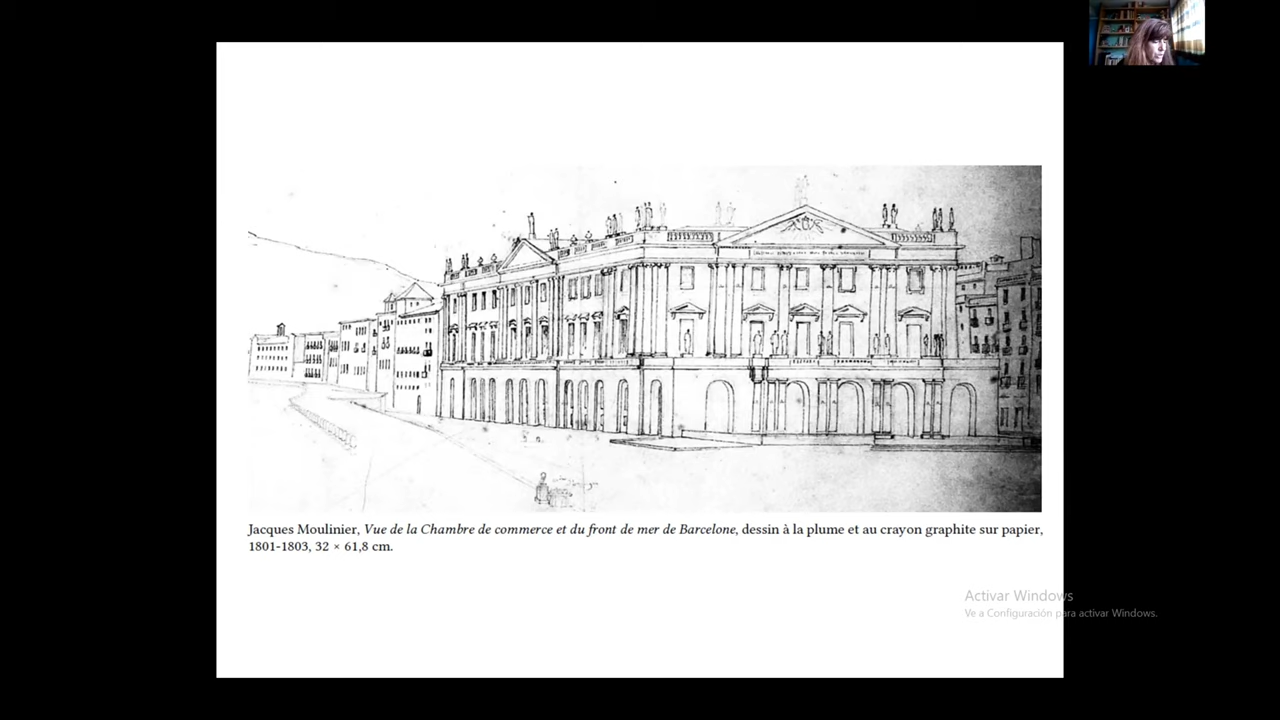 Jacques Moulinier, Vue de la Chambre de commerce et du front de mer de Barcelone, dessin à la plume et au crayon graphite sur papier,
1801-1803, 32 × 61,8 cm.
Activar Windows
Ve a Configuración para activar Windows.